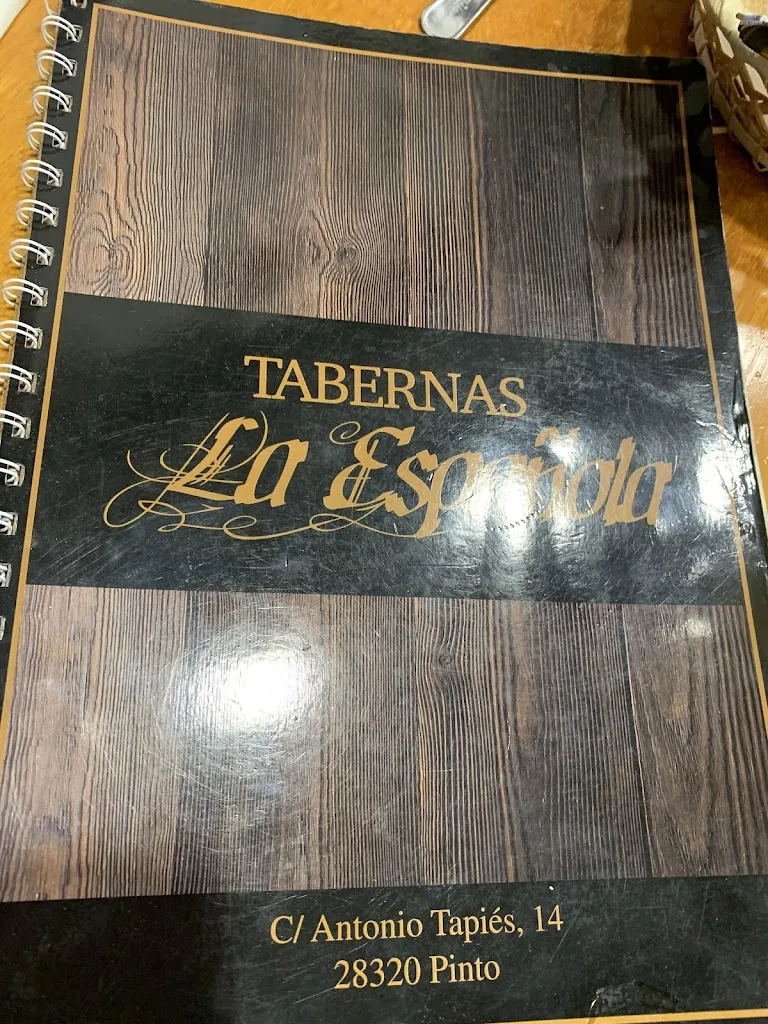 TABERNAS
La Española
C/ Antonio Tapiés, 14
28320 Pinto